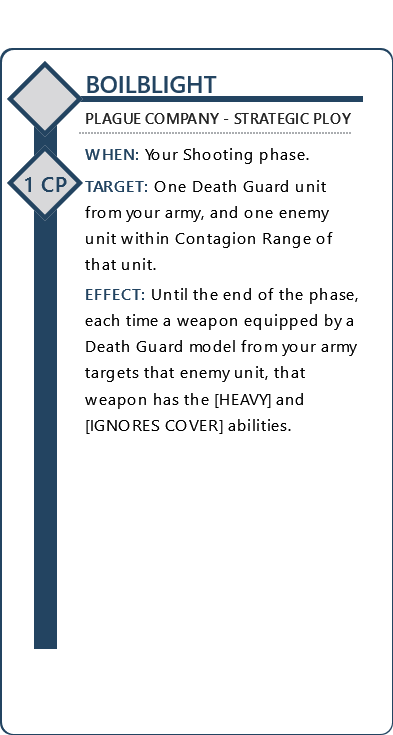 BOILBLIGHT
PLAGUE COMPANY - STRATEGIC PLOY
WHEN: Your Shooting phase.
1 CP
TARGET: One Death Guard unit
from your army, and one enemy
unit within Contagion Range of
that unit.
EFFECT: Until the end of the phase,
each time a weapon equipped by a
Death Guard model from your army
targets that enemy unit, that
weapon has the [HEAVY] and
[IGNORES COVER] abilities.